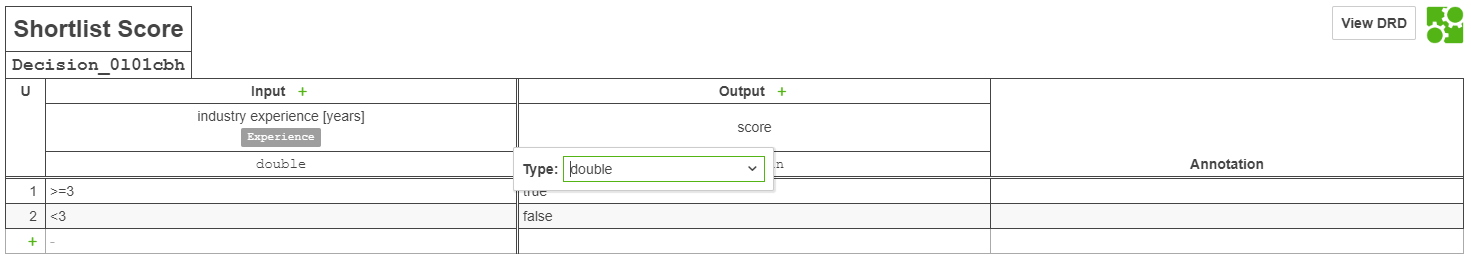 Shortlist Score
View DRD
Decision_0l01cbh
U
Input +
Output +
industry experience [years]
Experience
score
double
Annotation
Type: double
1 >=3 true
2 <3 false
+ -